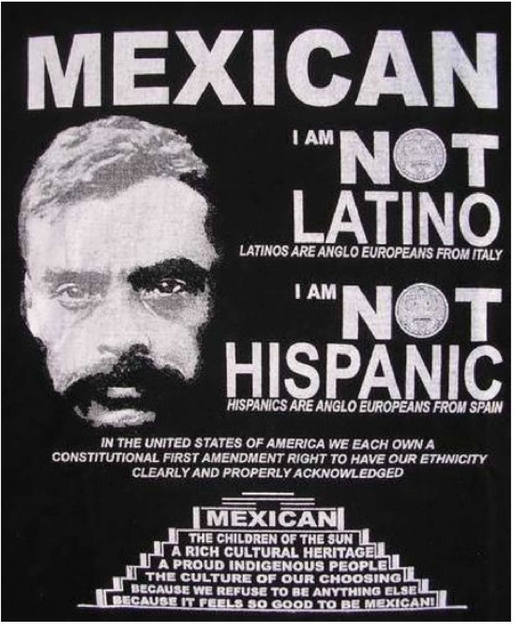 MEXICAN
I AM NOT
LATINO
LATINOS ARE ANGLO EUROPEANS FROM ITALY
I AM NOT
HISPANIC
HISPANICS ARE ANGLO EUROPEANS FROM SPAIN
IN THE UNITED STATES OF AMERICA WE EACH OWN A
CONSTITUTIONAL FIRST AMENDMENT RIGHT TO HAVE OUR ETHNICITY
CLEARLY AND PROPERLY ACKNOWLEDGED
MEXICAN
THE CHILDREN OF THE SUN
A RICH CULTURAL HERITAGE
A PROUD INDIGENOUS PEOPLE
THE CULTURE OF OUR CHOOSING
BECAUSE WE REFUSE TO BE ANYTHING ELSE
BECAUSE IT FEELS SO GOOD TO BE MEXICAN!